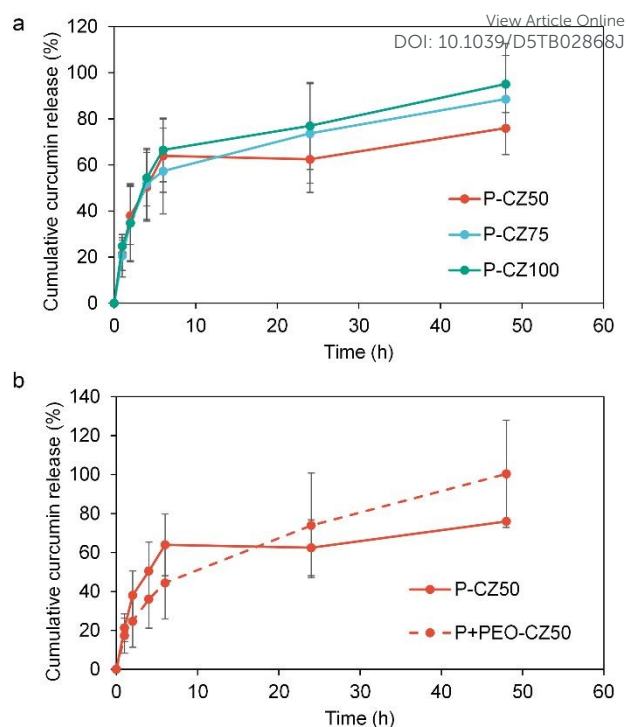 View Article Online
DOI: 10.1039/D5TB02868J
a
Cumulative curcumin release (%)
120
100
80
60
40
20
0
P-CZ50
P-CZ75
P-CZ100
0 10 20 30 40 50 60
Time (h)
b
Cumulative curcumin release (%)
140
120
100
80
60
40
20
0
P-CZ50
P+PEO-CZ50
0 10 20 30 40 50 60
Time (h)